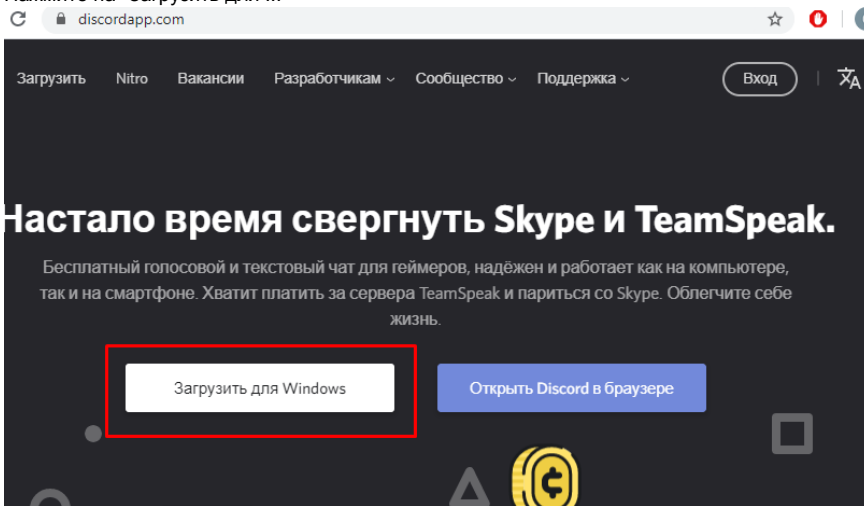 discordapp.com
Загрузить Nitro Вакансии Разработчикам Сообщество Поддержка Вход
Настало время свергнуть Skype и TeamSpeak.
Бесплатный голосовой и текстовый чат для геймеров, надёжен и работает как на компьютере,
так и на смартфоне. Хватит платить за сервера TeamSpeak и париться со Skype. Облегчите себе
жизнь.
Загрузить для Windows Открыть Discord в браузере